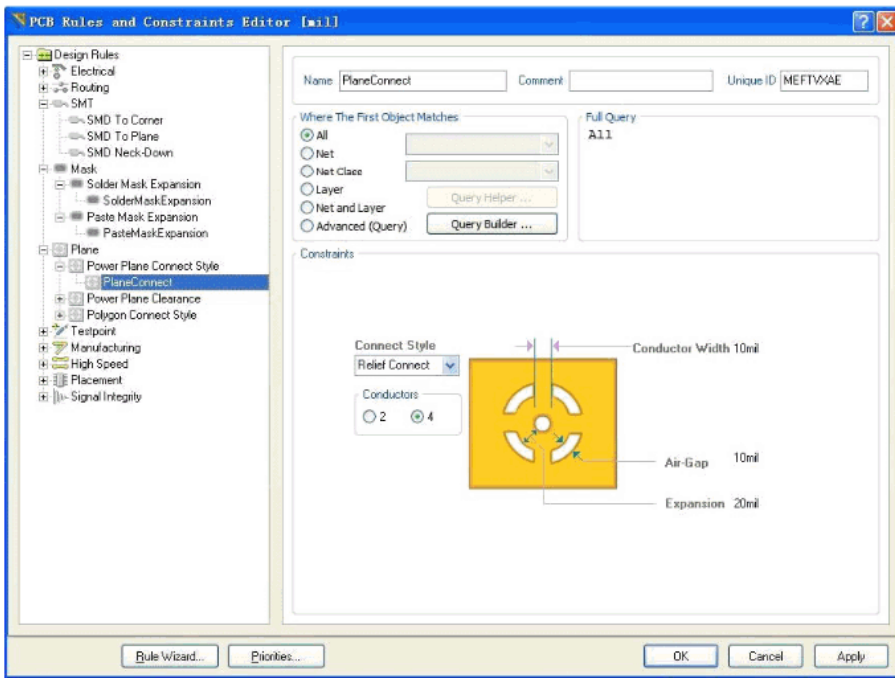 PCB Rules and Constraints Editor [mil]
Design Rules
Electrical
Routing
SMT
SMD To Corner
SMD To Plane
SMD Neck-Down
Mask
Solder Mask Expansion
SolderMaskExpansion
Paste Mask Expansion
PasteMaskExpansion
Plane
Power Plane Connect Style
PlaneConnect
Power Plane Clearance
Polygon Connect Style
Testpoint
Manufacturing
High Speed
Placement
Signal Integrity
Name PlaneConnect Comment Unique ID MEFTVXAE
Where The First Object Matches
All
Net
Net Class
Layer
Net and Layer
Advanced (Query)
Query Helper ...
Query Builder ...
Full Query
All
Constraints
Connect Style
Relief Connect
Conductors
2 4
Conductor Width 10mil
Air-Gap 10mil
Expansion 20mil
Rule Wizard... Priorities... OK Cancel Apply